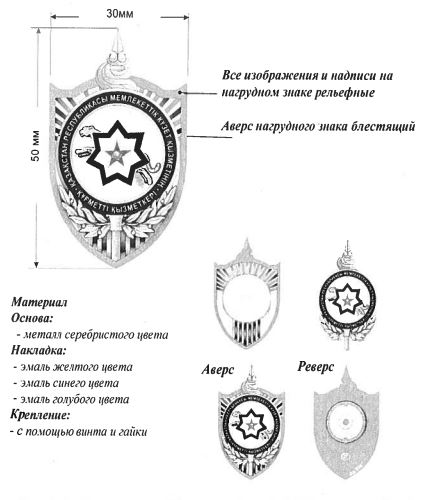 30мм
50 мм
Все изображения и надписи на
нагрудном знаке рельефные
Аверс нагрудного знака блестящий
ҚАЗАҚСТАН РЕСПУБЛИКАСЫ МЕМЛЕКЕТТІК КҮЗЕТ ҚЫЗМЕТІНІҢ
ҚҰРМЕТТІ ҚЫЗМЕТКЕРІ
Материал
Основа:
- металл серебристого цвета
Накладка:
- эмаль желтого цвета
- эмаль синего цвета
- эмаль голубого цвета
Крепление:
- с помощью винта и гайки
Аверс
Реверс